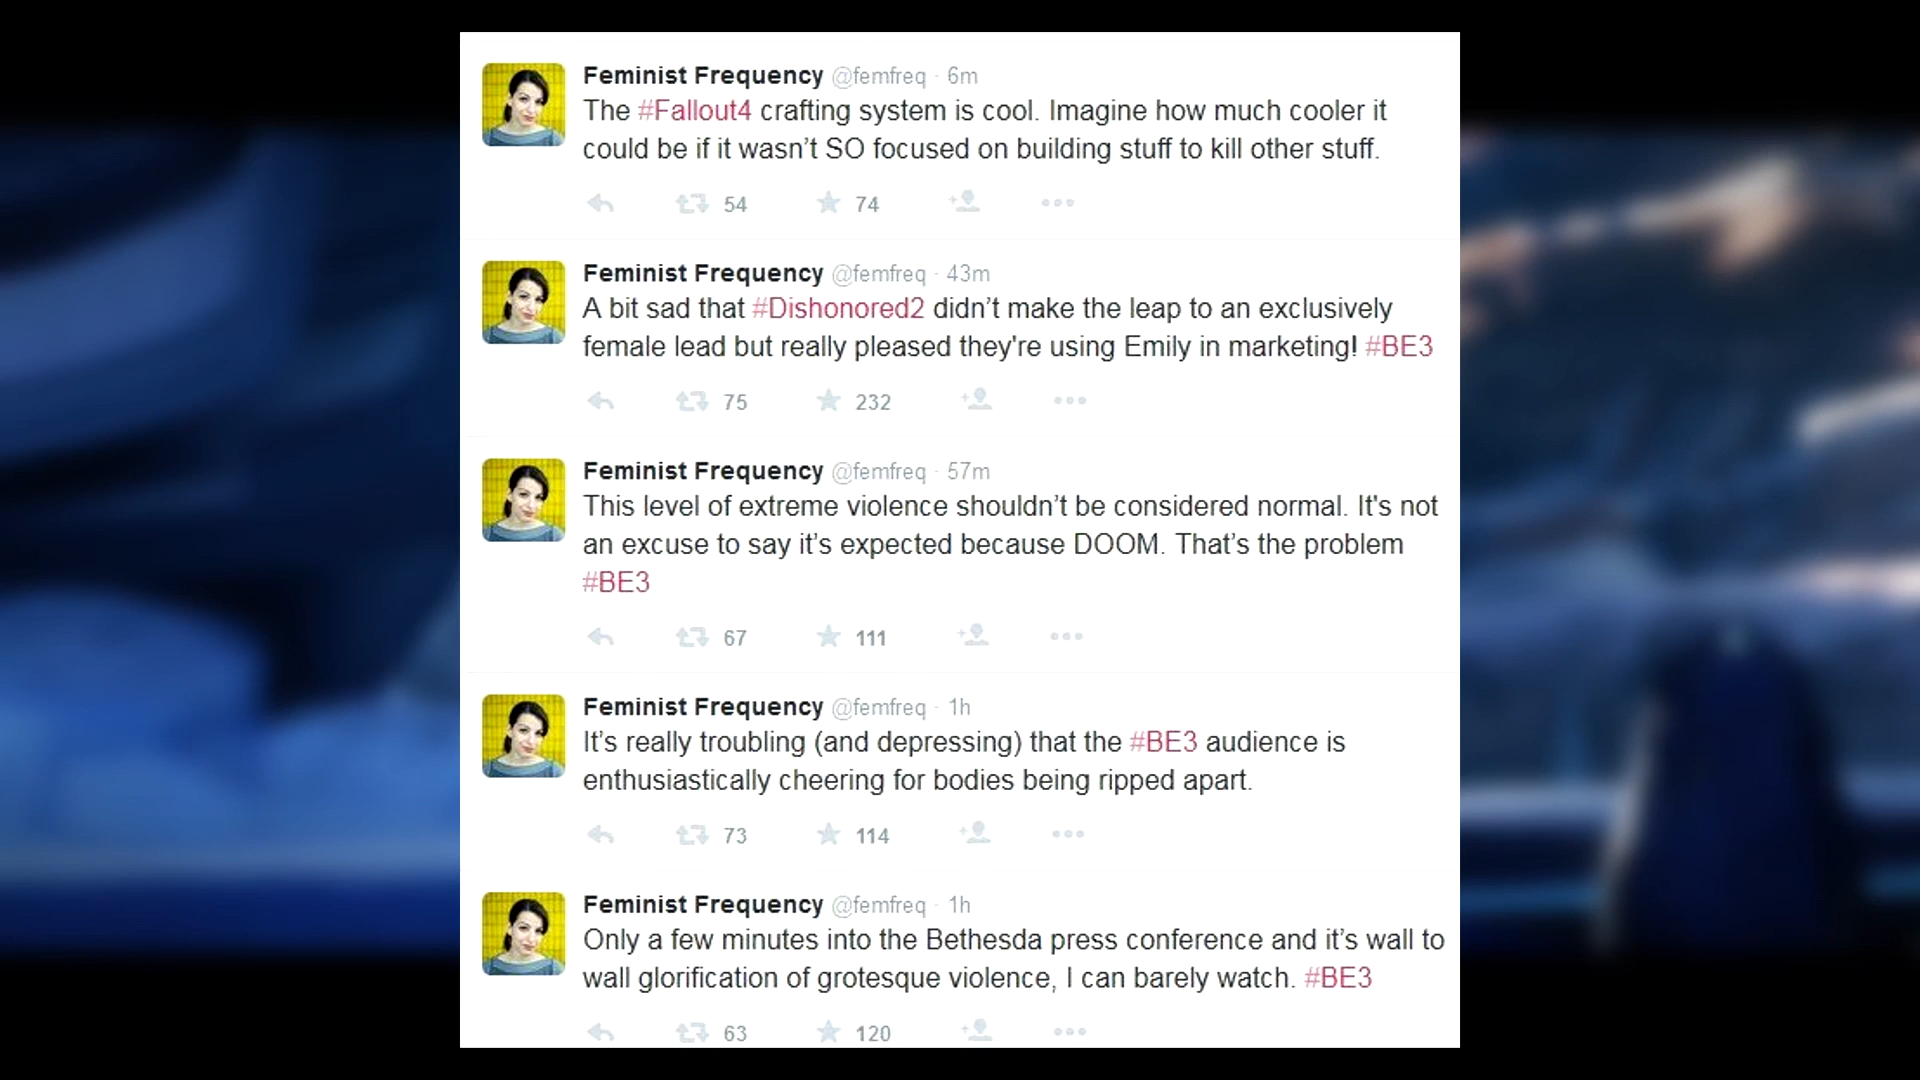 Feminist Frequency @femfreq · 6m
The #Fallout4 crafting system is cool. Imagine how much cooler it
could be if it wasn’t SO focused on building stuff to kill other stuff.
54 74
Feminist Frequency @femfreq · 43m
A bit sad that #Dishonored2 didn’t make the leap to an exclusively
female lead but really pleased they're using Emily in marketing! #BE3
75 232
Feminist Frequency @femfreq · 57m
This level of extreme violence shouldn’t be considered normal. It's not
an excuse to say it’s expected because DOOM. That’s the problem
#BE3
67 111
Feminist Frequency @femfreq · 1h
It’s really troubling (and depressing) that the #BE3 audience is
enthusiastically cheering for bodies being ripped apart.
73 114
Feminist Frequency @femfreq · 1h
Only a few minutes into the Bethesda press conference and it’s wall to
wall glorification of grotesque violence, I can barely watch. #BE3
63 120